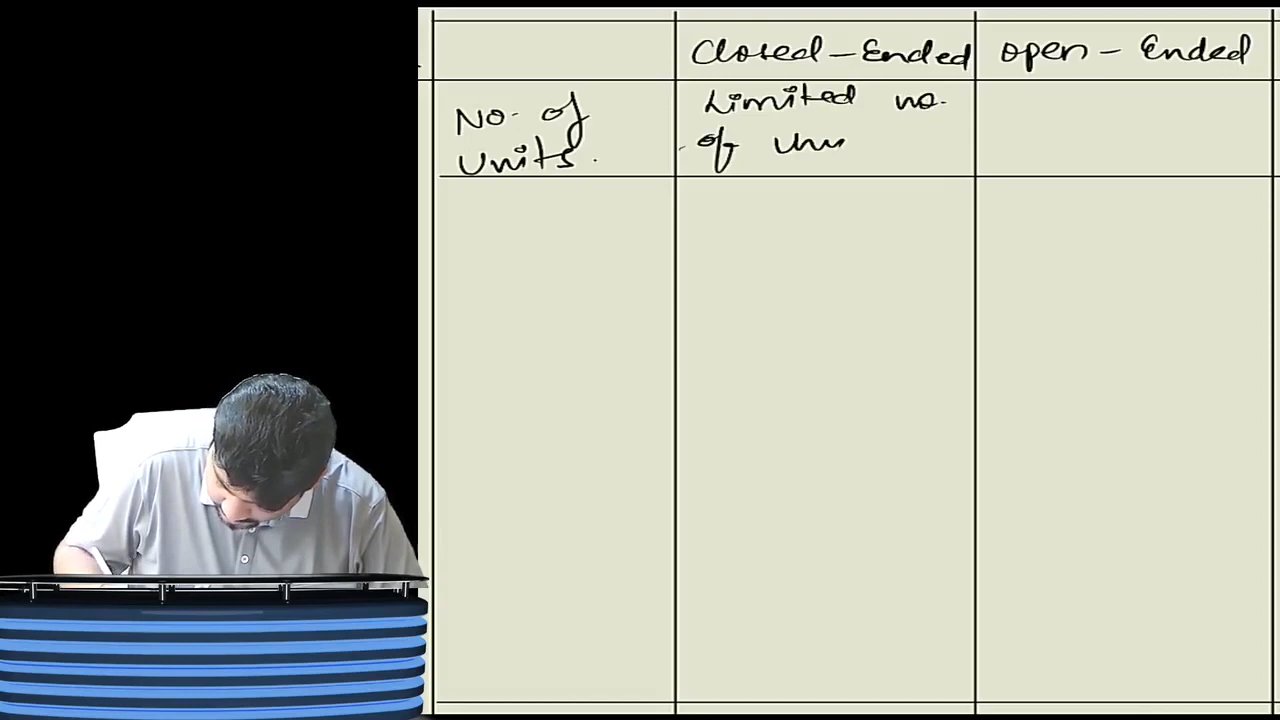 Closed-Ended
open-Ended
No. of
Units.
Limited no.
of